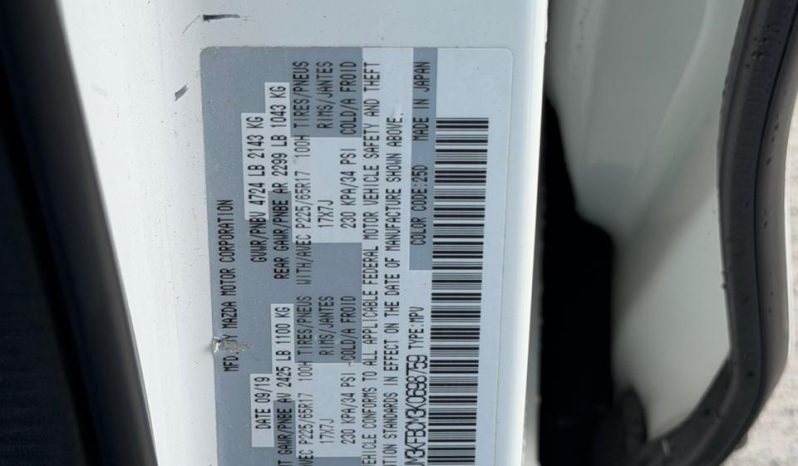 MFD. BY MAZDA MOTOR CORPORATION
DATE 09/19 GVWR/PNBV 4724 LB 2143 KG
GAWR/PNBE AV 2425 LB 1100 KG REAR GAWR/PNBE AR 2299 LB 1043 KG
P225/65R17 100H TIRES/PNEUS WITH/AVEC P225/65R17 100H TIRES/PNEUS
17X7J RIMS/JANTES 17X7J RIMS/JANTES
230 KPA/34 PSI COLD/A FROID 230 KPA/34 PSI COLD/A FROID
VEHICLE CONFORMS TO ALL APPLICABLE FEDERAL MOTOR VEHICLE SAFETY AND THEFT
STANDARDS IN EFFECT ON THE DATE OF MANUFACTURE SHOWN ABOVE.
M3KFBCM3K0698759 TYPE:MPV COLOR CODE:25D MADE IN JAPAN